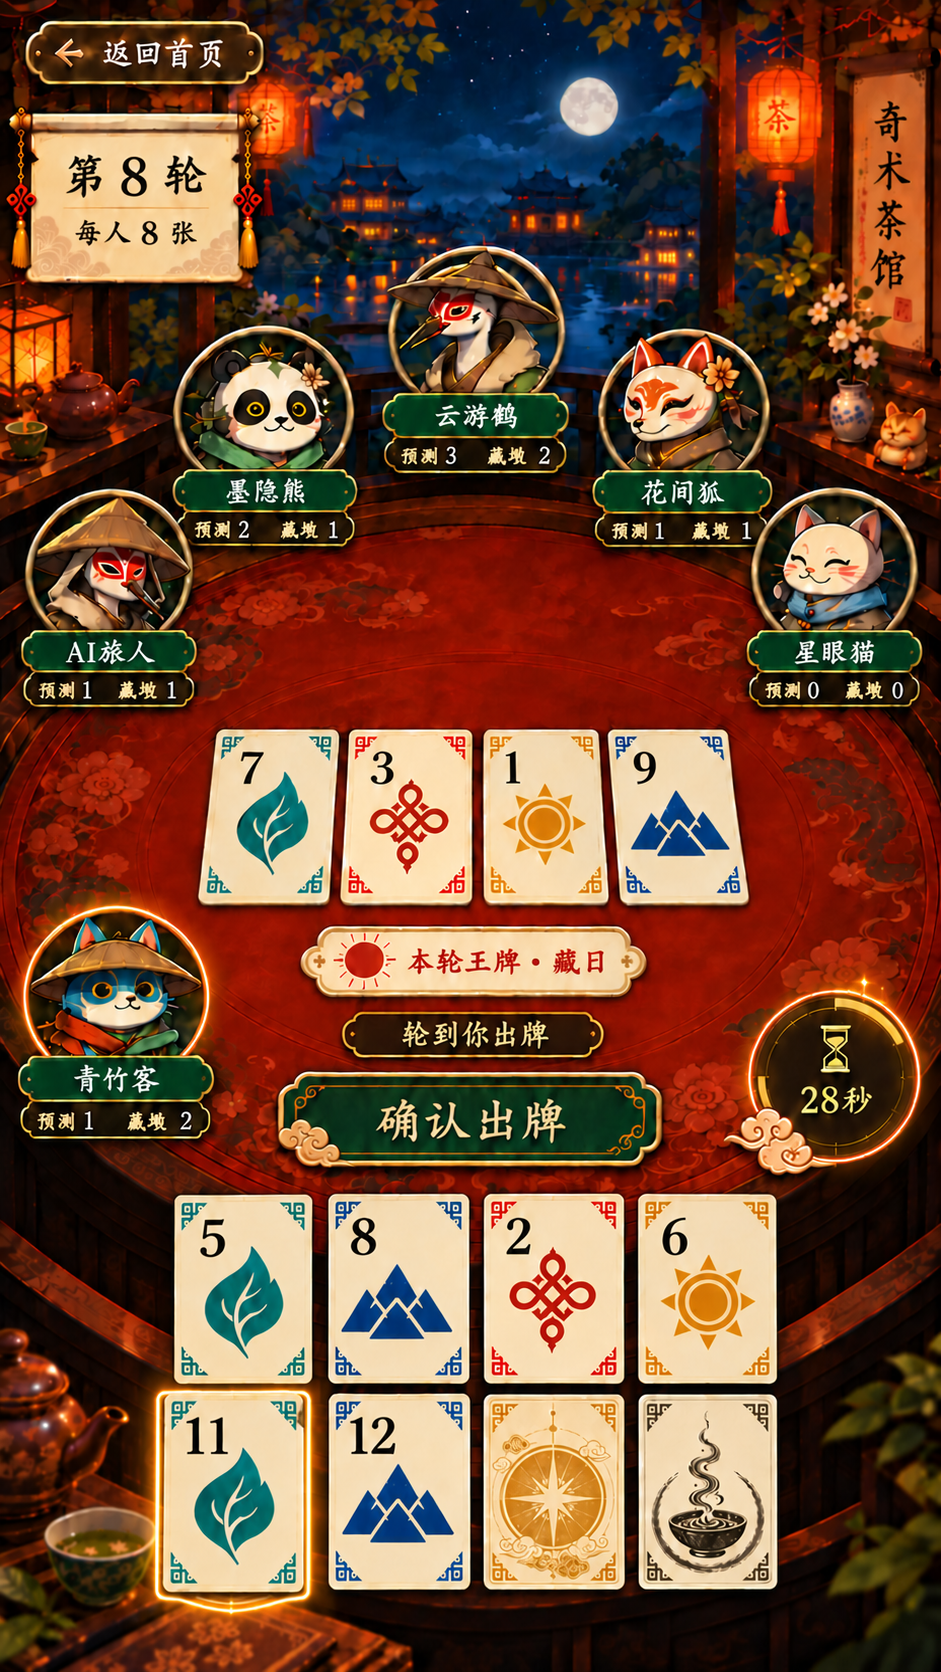 返回首页
茶
茶
奇术茶馆
第 8 轮
每人 8 张
云游鹤
预测 3 藏墩 2
墨隐熊
预测 2 藏墩 1
花间狐
预测 1 藏墩 1
AI旅人
预测 1 藏墩 1
星眼猫
预测 0 藏墩 0
7
3
1
9
本轮王牌·藏日
轮到你出牌
青竹客
预测 1 藏墩 2
确认出牌
28秒
5
8
2
6
11
12